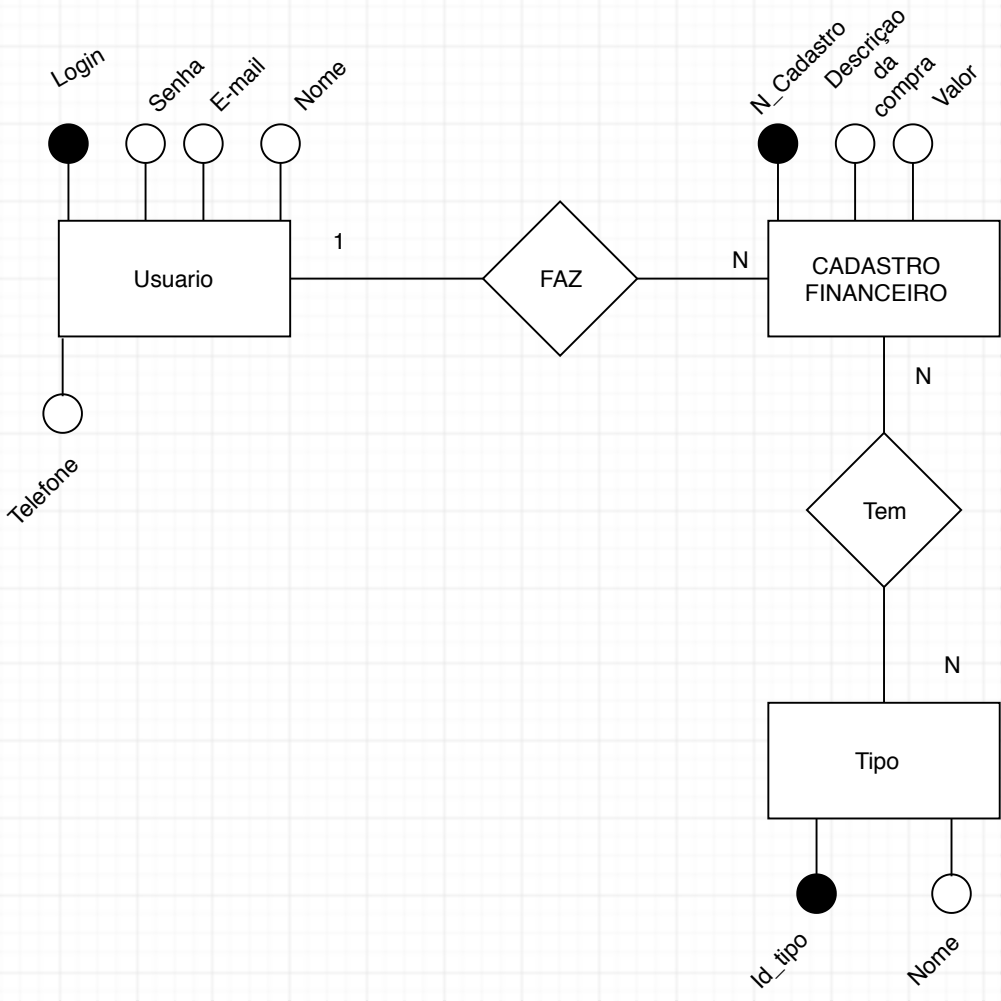 Login
Senha
E-mail
Nome
N_Cadastro
Descriçao
da
compra
Valor
1
Usuario
FAZ
N
CADASTRO
FINANCEIRO
N
Telefone
Tem
N
Tipo
Id_tipo
Nome